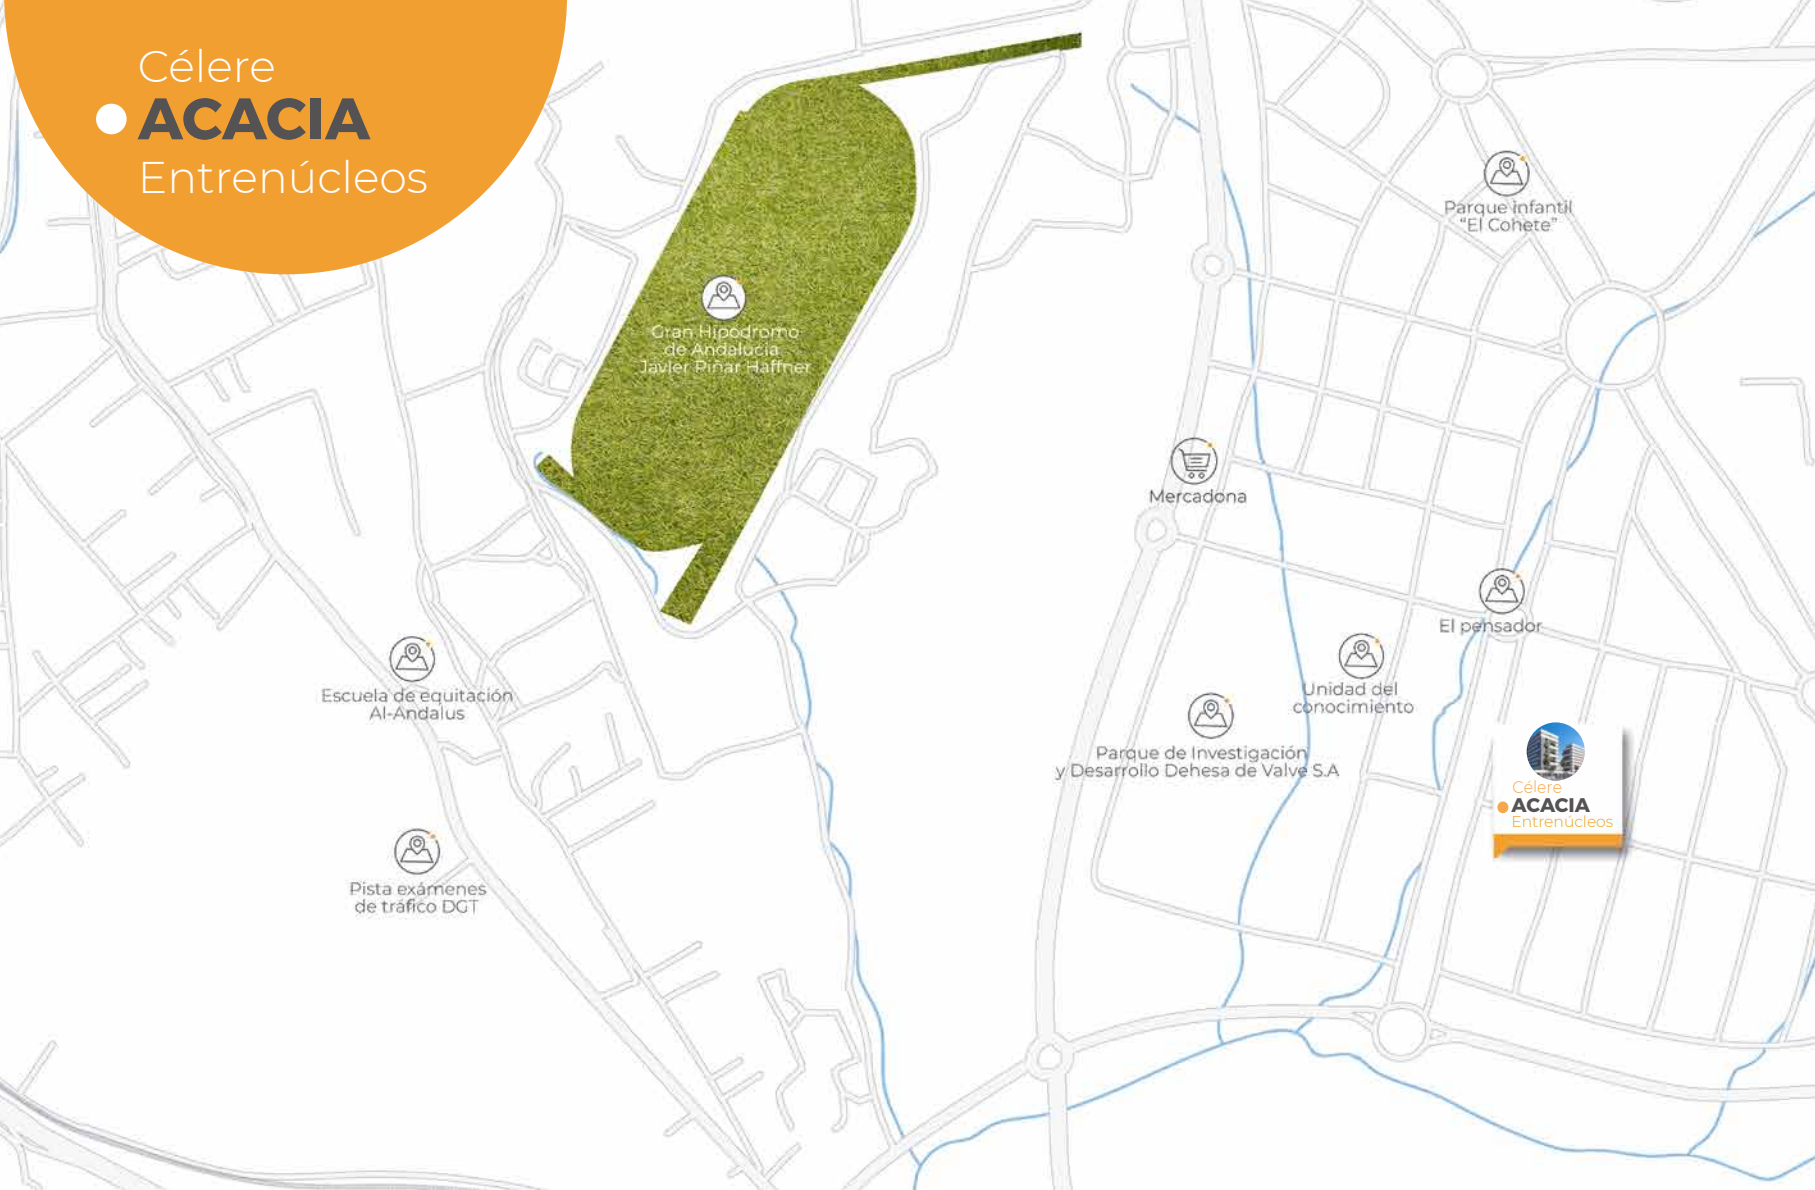 Célere
ACACIA
Entrenúcleos
Parque infantil
“El Cohete”
Gran Hipódromo
de Andalucía
Javier Piñar Haffner
Mercadona
El pensador
Escuela de equitación
Al-Andalus
Unidad del
conocimiento
Parque de Investigación
y Desarrollo Dehesa de Valve S.A
Célere
ACACIA
Entrenúcleos
Pista exámenes
de tráfico DGT